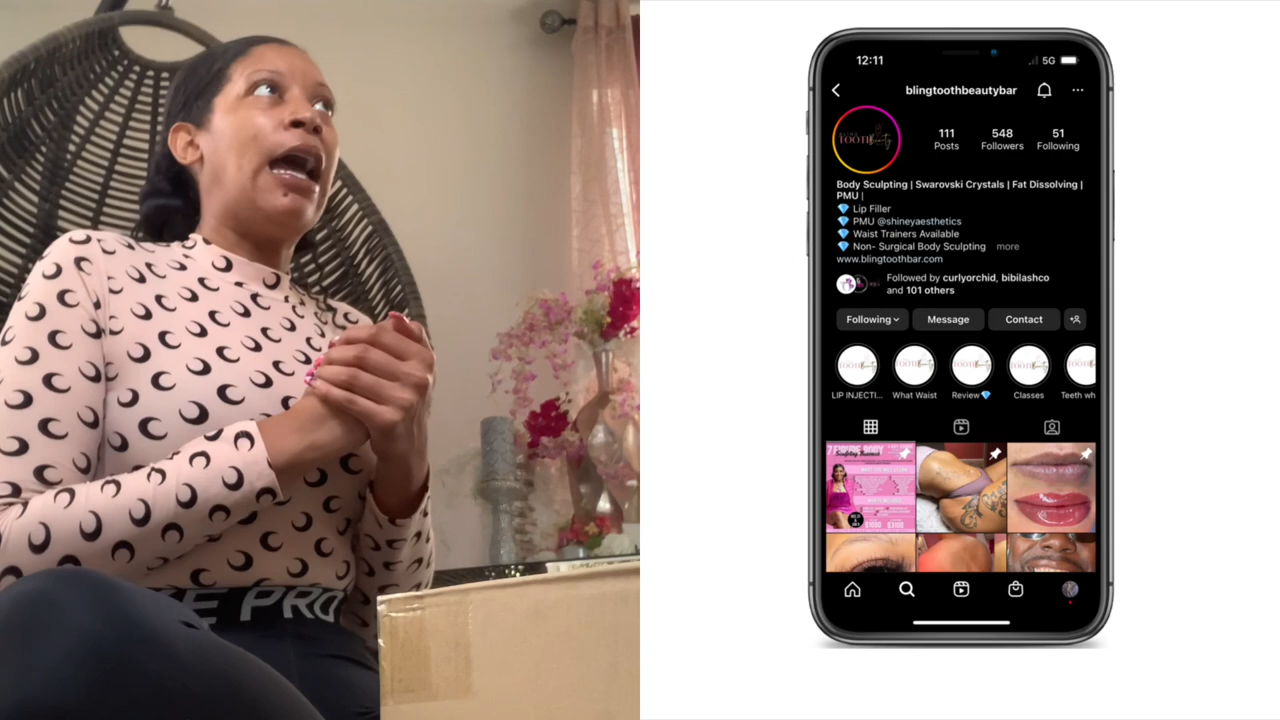 E PRO
12:11
5G
blingtoothbeautybar
111
548
51
Posts
Followers
Following
Body Sculpting | Swarovski Crystals | Fat Dissolving |
PMU |
💎 Lip Filler
💎 PMU @shineyaesthetics
💎 Waist Trainers Available
💎 Non- Surgical Body Sculpting more
www.blingtoothbar.com
Followed by curlyorchid, bibilashco
and 101 others
Following
Message
Contact
LIP INJECTI...
What Waist
Review💎
Classes
Teeth wh